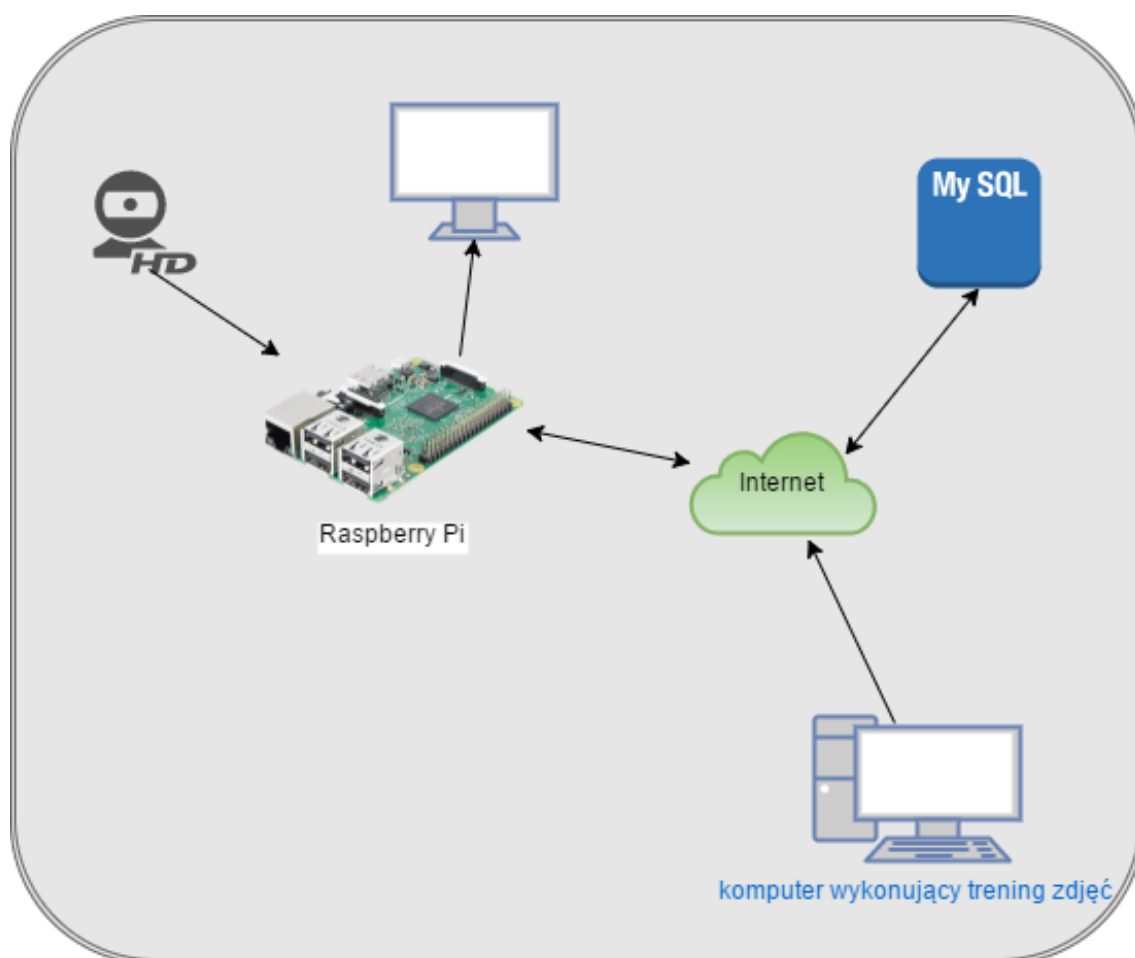 HD
My SQL
Internet
Raspberry Pi
komputer wykonujący trening zdjęć